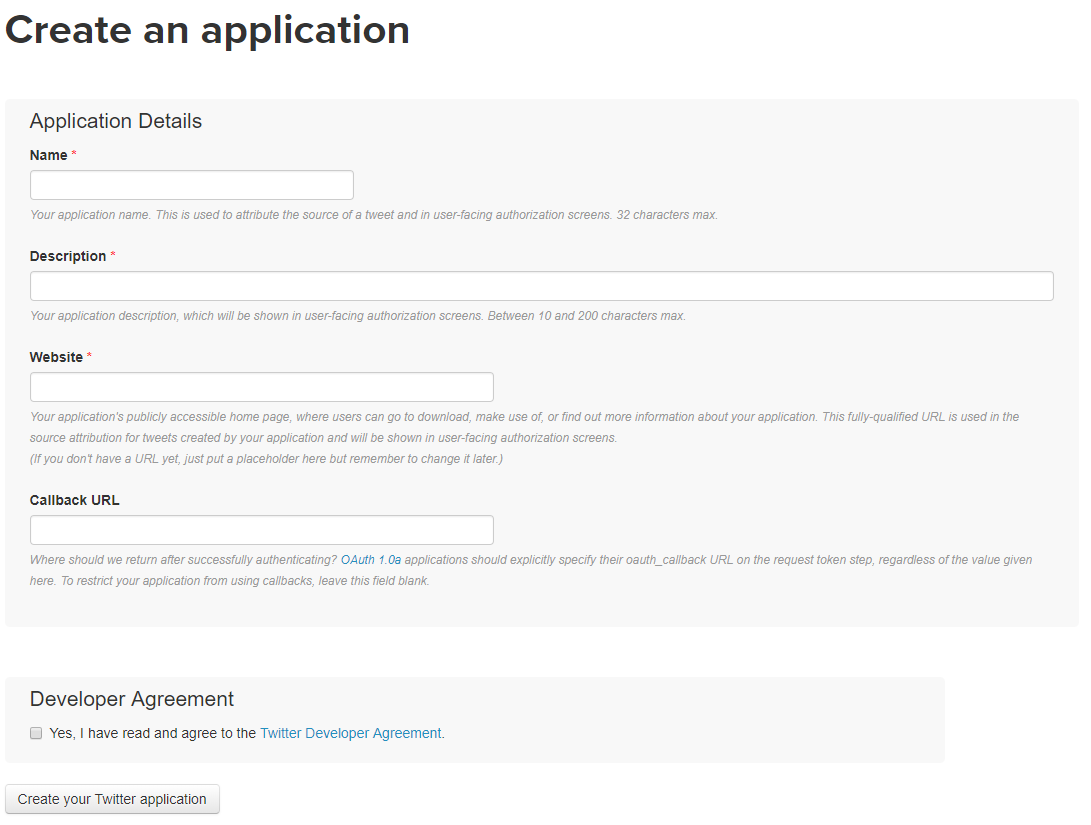 Create an application
Application Details
Name *
Your application name. This is used to attribute the source of a tweet and in user-facing authorization screens. 32 characters max.
Description *
Your application description, which will be shown in user-facing authorization screens. Between 10 and 200 characters max.
Website *
Your application's publicly accessible home page, where users can go to download, make use of, or find out more information about your application. This fully-qualified URL is used in the
source attribution for tweets created by your application and will be shown in user-facing authorization screens.
(If you don't have a URL yet, just put a placeholder here but remember to change it later.)
Callback URL
Where should we return after successfully authenticating? OAuth 1.0a applications should explicitly specify their oauth_callback URL on the request token step, regardless of the value given
here. To restrict your application from using callbacks, leave this field blank.
Developer Agreement
Yes, I have read and agree to the Twitter Developer Agreement.
Create your Twitter application